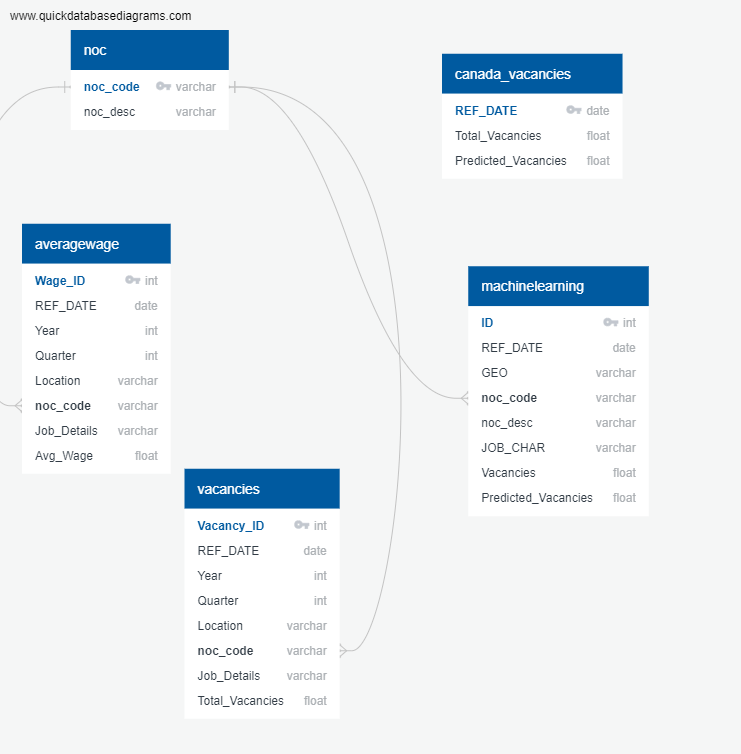 www.quickdatabasediagrams.com
noc
noc_code varchar
noc_desc varchar
canada_vacancies
REF_DATE date
Total_Vacancies float
Predicted_Vacancies float
averagewage
Wage_ID int
REF_DATE date
Year int
Quarter int
Location varchar
noc_code varchar
Job_Details varchar
Avg_Wage float
machinelearning
ID int
REF_DATE date
GEO varchar
noc_code varchar
noc_desc varchar
JOB_CHAR varchar
Vacancies float
Predicted_Vacancies float
vacancies
Vacancy_ID int
REF_DATE date
Year int
Quarter int
Location varchar
noc_code varchar
Job_Details varchar
Total_Vacancies float